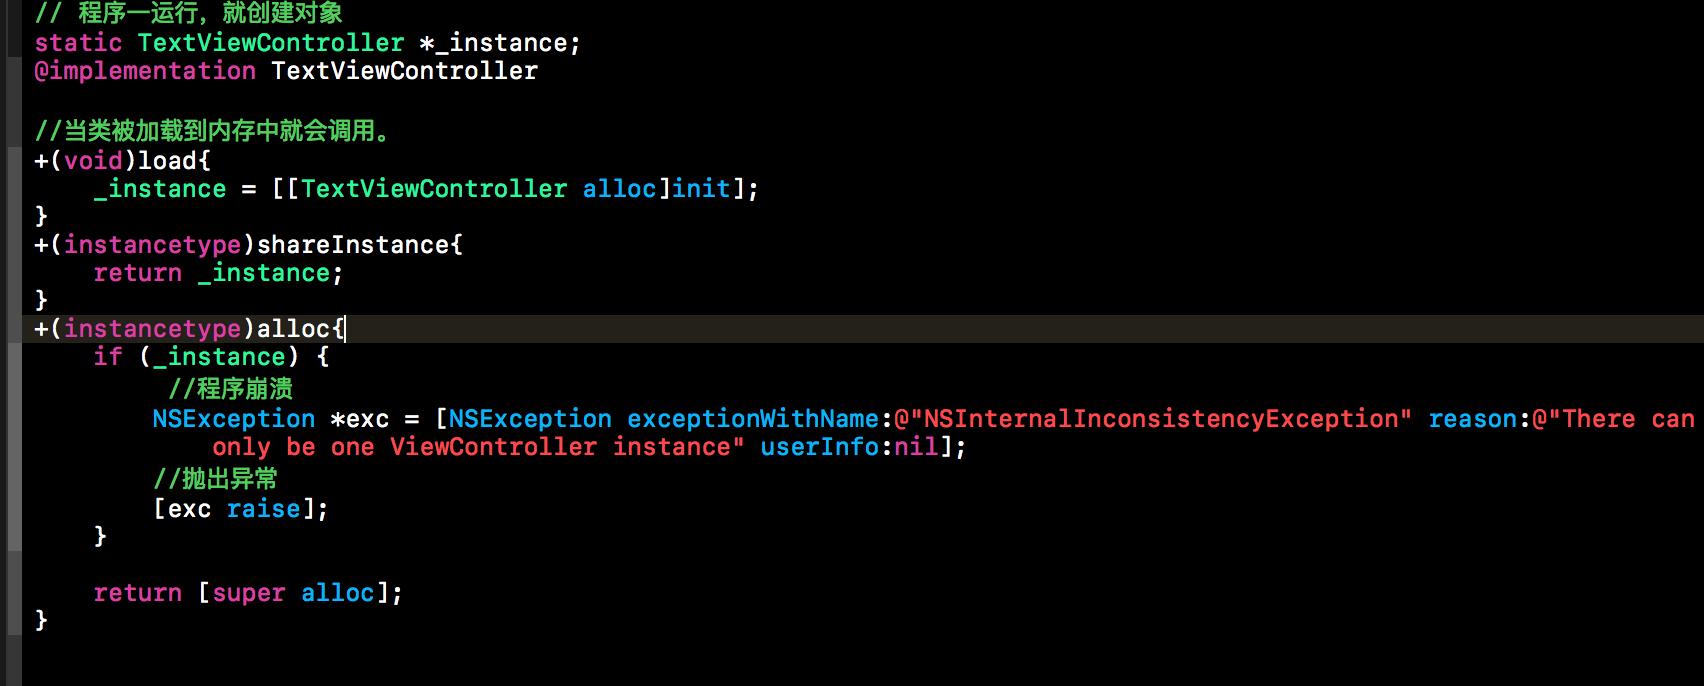 // 程序一运行，就创建对象
static TextViewController *_instance;
@implementation TextViewController
//当类被加载到内存中就会调用。
+(void)load{
    _instance = [[TextViewController alloc]init];
}
+(instancetype)shareInstance{
    return _instance;
}
+(instancetype)alloc{
    if (_instance) {
         //程序崩溃
        NSException *exc = [NSException exceptionWithName:@"NSInternalInconsistencyException" reason:@"There can
            only be one ViewController instance" userInfo:nil];
        //抛出异常
        [exc raise];
    }
    return [super alloc];
}